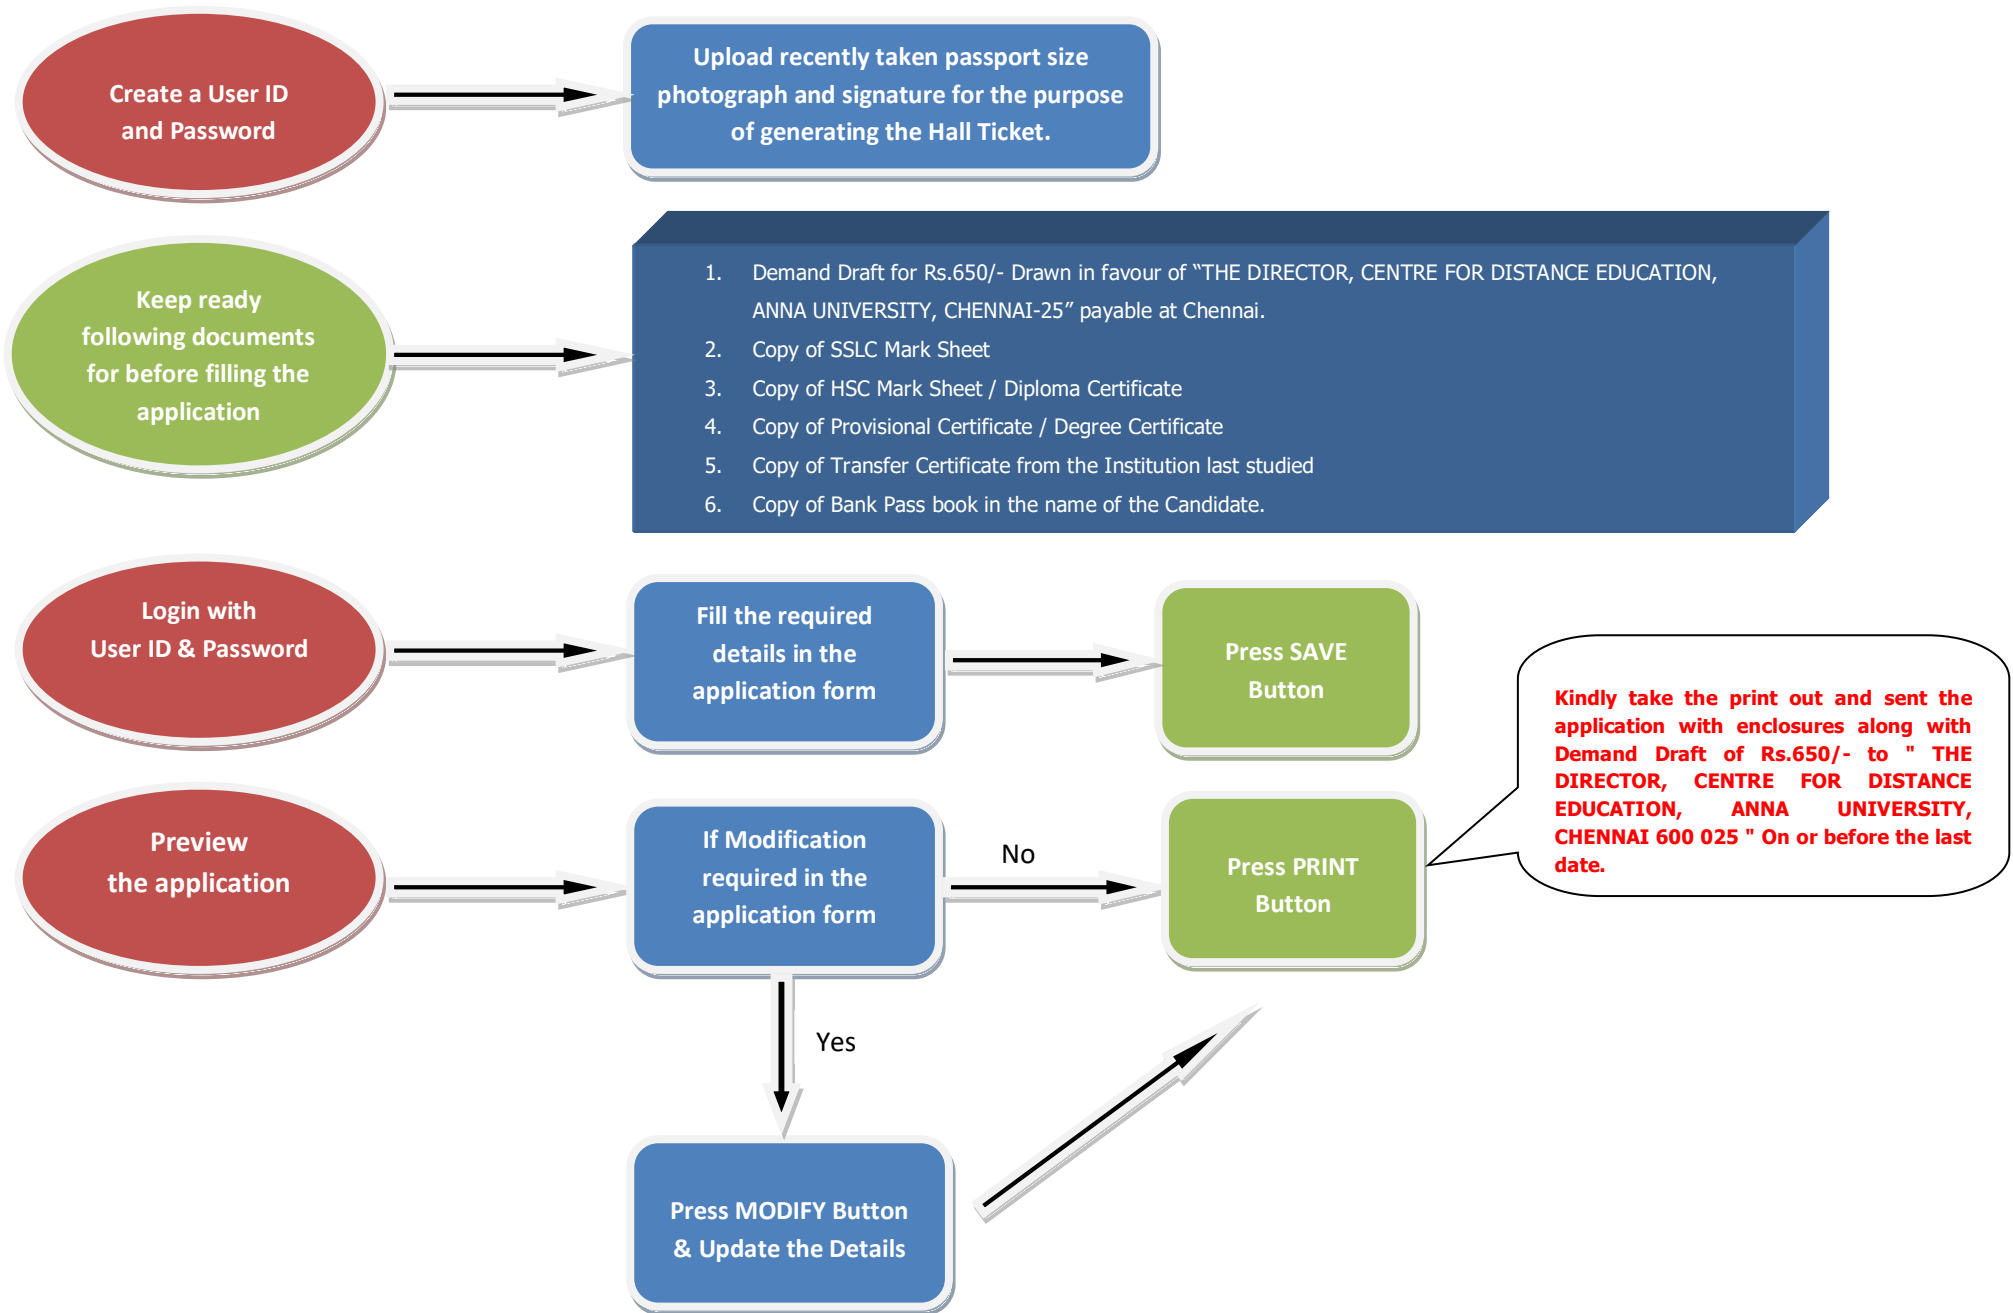 Create a User ID
and Password
Upload recently taken passport size
photograph and signature for the purpose
of generating the Hall Ticket.
Keep ready
following documents
for before filling the
application
1. Demand Draft for Rs.650/- Drawn in favour of “THE DIRECTOR, CENTRE FOR DISTANCE EDUCATION,
ANNA UNIVERSITY, CHENNAI-25” payable at Chennai.
2. Copy of SSLC Mark Sheet
3. Copy of HSC Mark Sheet / Diploma Certificate
4. Copy of Provisional Certificate / Degree Certificate
5. Copy of Transfer Certificate from the Institution last studied
6. Copy of Bank Pass book in the name of the Candidate.
Login with
User ID & Password
Fill the required
details in the
application form
Press SAVE
Button
Preview
the application
If Modification
required in the
application form
No
Press PRINT
Button
Kindly take the print out and sent the
application with enclosures along with
Demand Draft of Rs.650/- to " THE
DIRECTOR, CENTRE FOR DISTANCE
EDUCATION, ANNA UNIVERSITY,
CHENNAI 600 025 " On or before the last
date.
Yes
Press MODIFY Button
& Update the Details